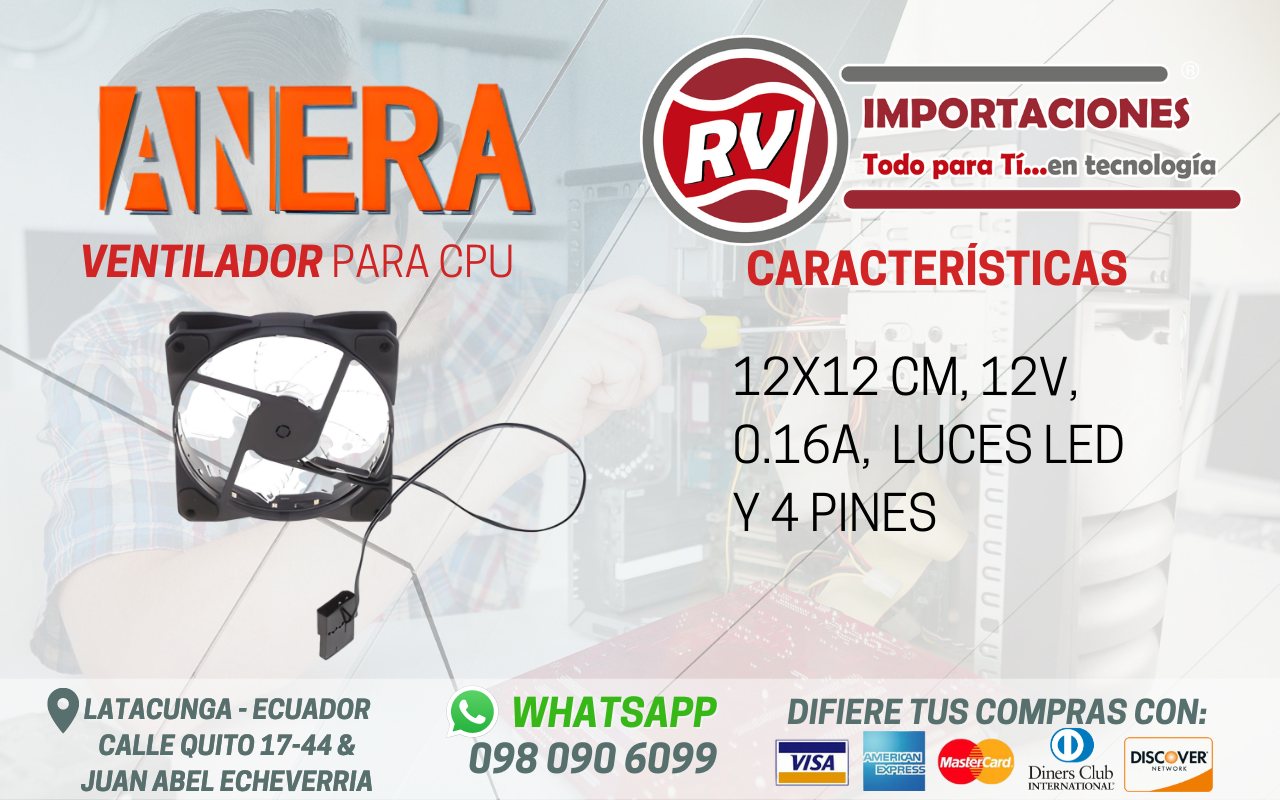 ANERA
VENTILADOR PARA CPU
RV
®
IMPORTACIONES
Todo para Tí...en tecnología
CARACTERÍSTICAS
12X12 CM, 12V,
0.16A, LUCES LED
Y 4 PINES
LATACUNGA - ECUADOR
CALLE QUITO 17-44 &
JUAN ABEL ECHEVERRIA
WHATSAPP
098 090 6099
DIFIERE TUS COMPRAS CON:
VISA
AMERICAN
EXPRESS
MasterCard
Diners Club
INTERNATIONAL
DISCOVER
NETWORK